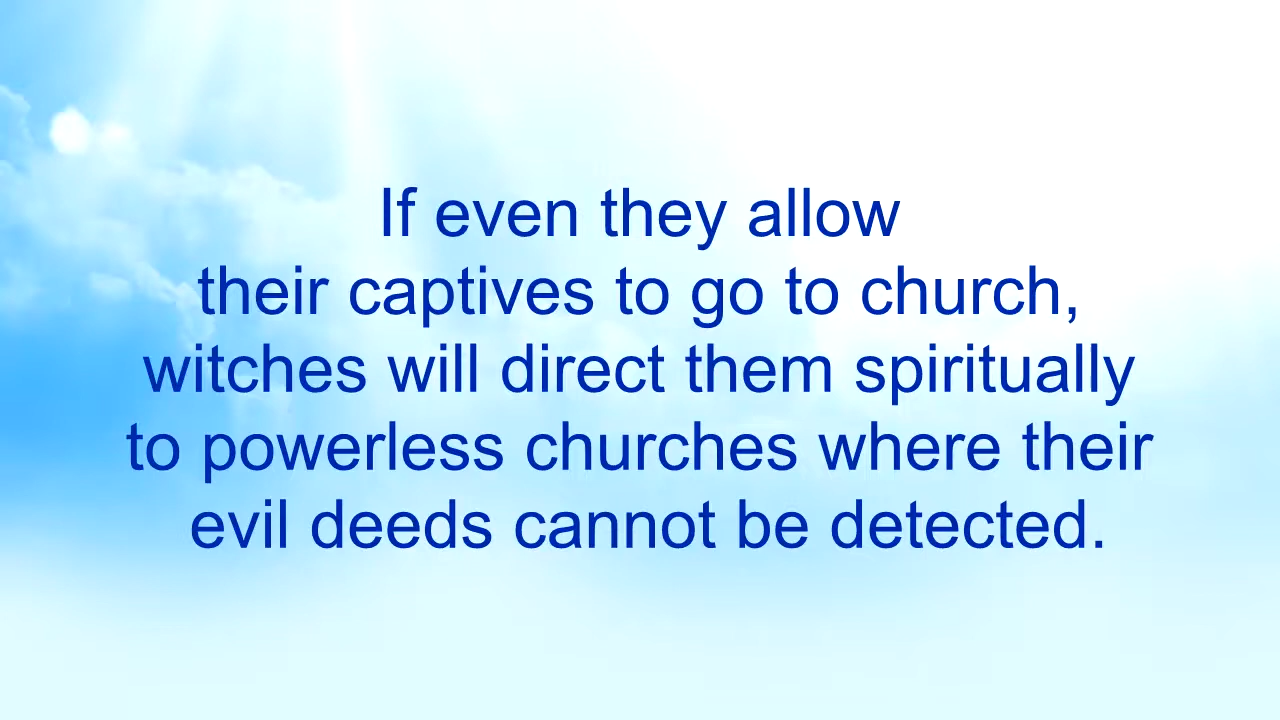 If even they allow
their captives to go to church,
witches will direct them spiritually
to powerless churches where their
evil deeds cannot be detected.